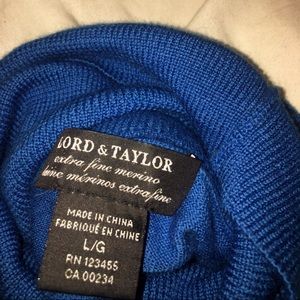 LORD & TAYLOR
extra fine merino
laine mérinos extrafine
MADE IN CHINA
FABRIQUÉ EN CHINE
L/G
RN 123455
CA 00234